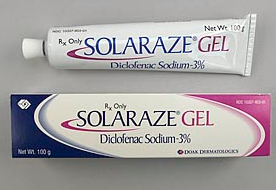 Net Wt. 100 g
Rx Only
SOLARAZE® GEL
Diclofenac Sodium-3%
Rx Only
SOLARAZE® GEL
Diclofenac Sodium-3%
Net Wt. 100 g
DOAK DERMATOLOGICS